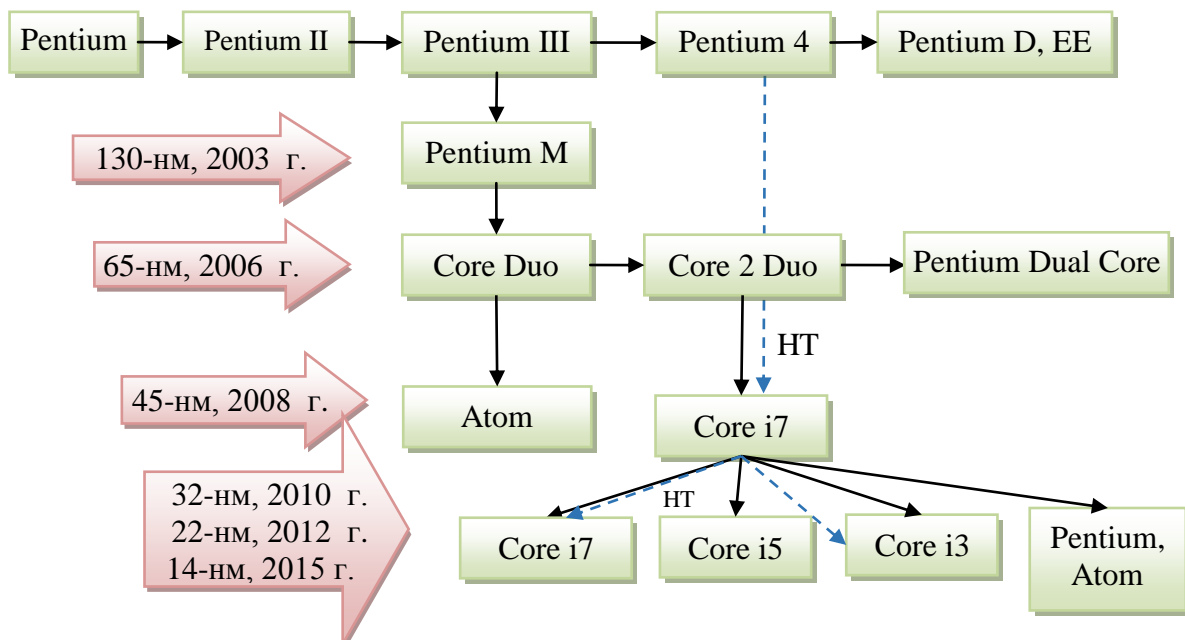 Pentium
Pentium II
Pentium III
Pentium 4
Pentium D, EE
130-нм, 2003 г.
Pentium M
65-нм, 2006 г.
Core Duo
Core 2 Duo
Pentium Dual Core
HT
45-нм, 2008 г.
Atom
Core i7
32-нм, 2010 г.
22-нм, 2012 г.
14-нм, 2015 г.
HT
Core i7
Core i5
Core i3
Pentium,
Atom